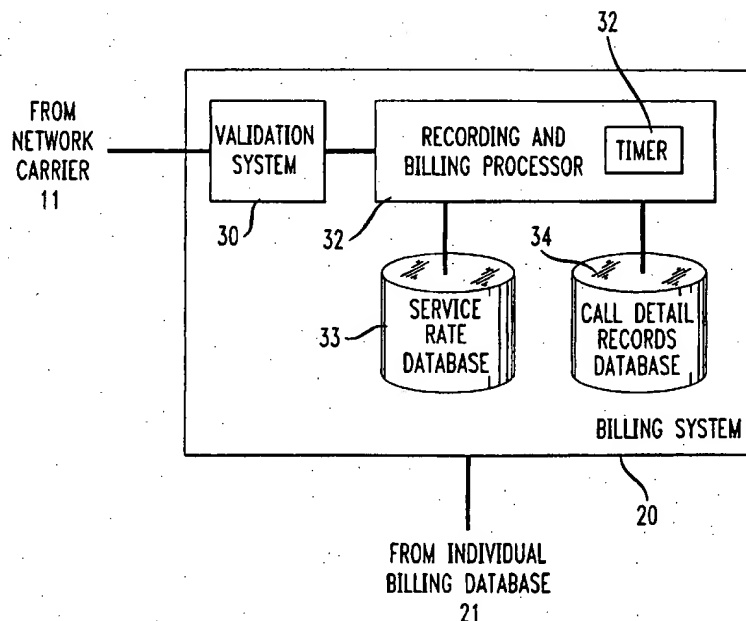 32
FROM
NETWORK
CARRIER
11
VALIDATION
SYSTEM
30
RECORDING AND
BILLING PROCESSOR
TIMER
32
34
33
SERVICE
RATE
DATABASE
CALL DETAIL
RECORDS
DATABASE
BILLING SYSTEM
20
FROM INDIVIDUAL
BILLING DATABASE
21